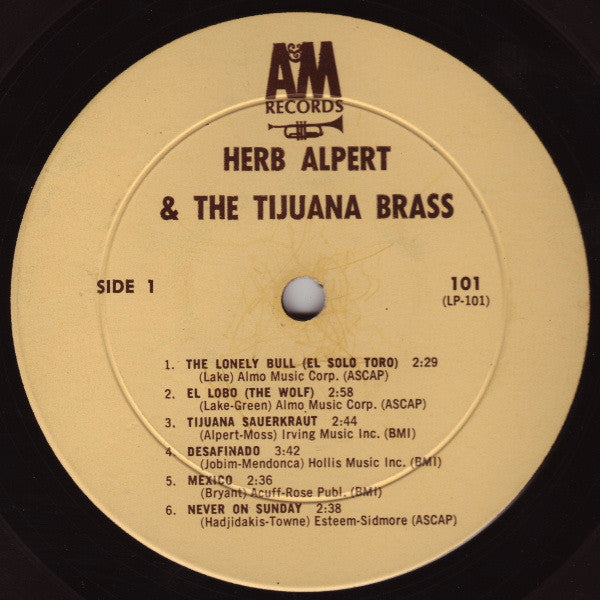 A&M
RECORDS
HERB ALPERT
& THE TIJUANA BRASS
SIDE 1
101
(LP-101)
1. THE LONELY BULL (EL SOLO TORO) 2:29
(Lake) Almo Music Corp. (ASCAP)
2. EL LOBO (THE WOLF) 2:58
(Lake-Green) Almo Music Corp. (ASCAP)
3. TIJUANA SAUERKRAUT 2:44
(Alpert-Moss) Irving Music Inc. (BMI)
4. DESAFINADO 3:42
(Jobim-Mendonca) Hollis Music Inc. (BMI)
5. MEXICO 2:36
(Bryant) Acuff-Rose Publ. (BMI)
6. NEVER ON SUNDAY 2:38
(Hadjidakis-Towne) Esteem-Sidmore (ASCAP)